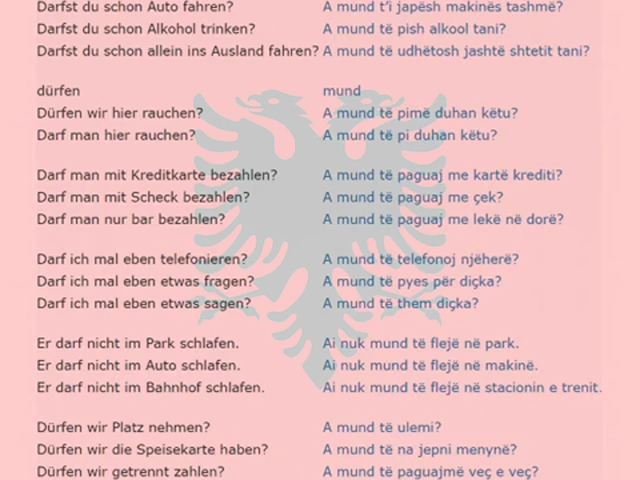 Darfst du schon Auto fahren? A mund t'i japësh makinës tashmë?
Darfst du schon Alkohol trinken? A mund të pish alkool tani?
Darfst du schon allein ins Ausland fahren? A mund të udhëtosh jashtë shtetit tani?
dürfen mund
Dürfen wir hier rauchen? A mund të pimë duhan këtu?
Darf man hier rauchen? A mund të pi duhan këtu?
Darf man mit Kreditkarte bezahlen? A mund të paguaj me kartë krediti?
Darf man mit Scheck bezahlen? A mund të paguaj me çek?
Darf man nur bar bezahlen? A mund të paguaj me lekë në dorë?
Darf ich mal eben telefonieren? A mund të telefonoj njëherë?
Darf ich mal eben etwas fragen? A mund të pyes për diçka?
Darf ich mal eben etwas sagen? A mund të them diçka?
Er darf nicht im Park schlafen. Ai nuk mund të flejë në park.
Er darf nicht im Auto schlafen. Ai nuk mund të flejë në makinë.
Er darf nicht im Bahnhof schlafen. Ai nuk mund të flejë në stacionin e trenit.
Dürfen wir Platz nehmen? A mund të ulemi?
Dürfen wir die Speisekarte haben? A mund të na jepni menynë?
Dürfen wir getrennt zahlen? A mund të paguajmë veç e veç?